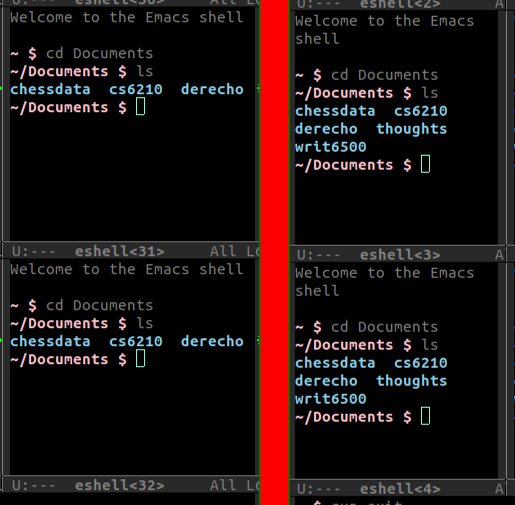 Welcome to the Emacs shell
~ $ cd Documents
~/Documents $ ls
chessdata cs6210 derecho
~/Documents $
U:--- eshell<31> All
Welcome to the Emacs shell
~ $ cd Documents
~/Documents $ ls
chessdata cs6210 derecho
~/Documents $
U:--- eshell<32> All
U:--- eshell<2>
Welcome to the Emacs
shell
~ $ cd Documents
~/Documents $ ls
chessdata cs6210
derecho thoughts
writ6500
~/Documents $
U:--- eshell<3>
Welcome to the Emacs
shell
~ $ cd Documents
~/Documents $ ls
chessdata cs6210
derecho thoughts
writ6500
~/Documents $
U:--- eshell<4>